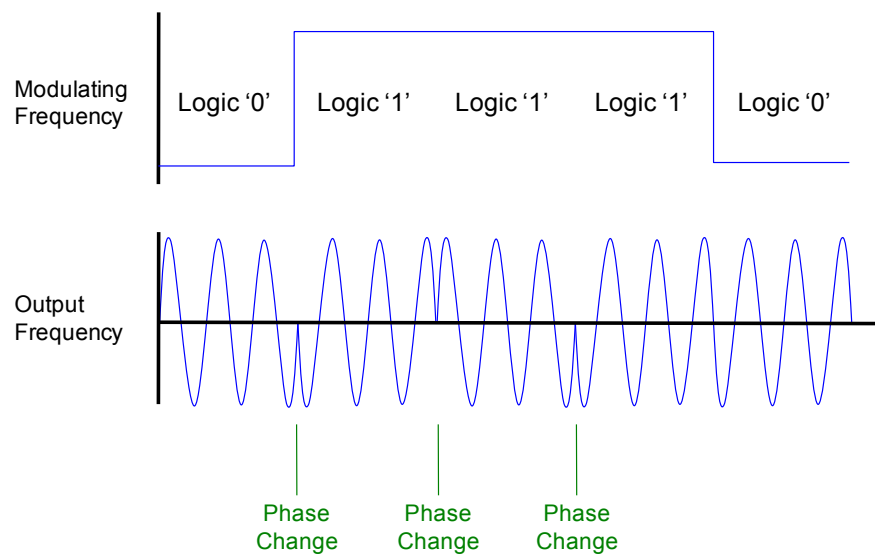 Modulating
Frequency
Logic ‘0’
Logic ‘1’
Logic ‘1’
Logic ‘1’
Logic ‘0’
Output
Frequency
Phase
Change
Phase
Change
Phase
Change